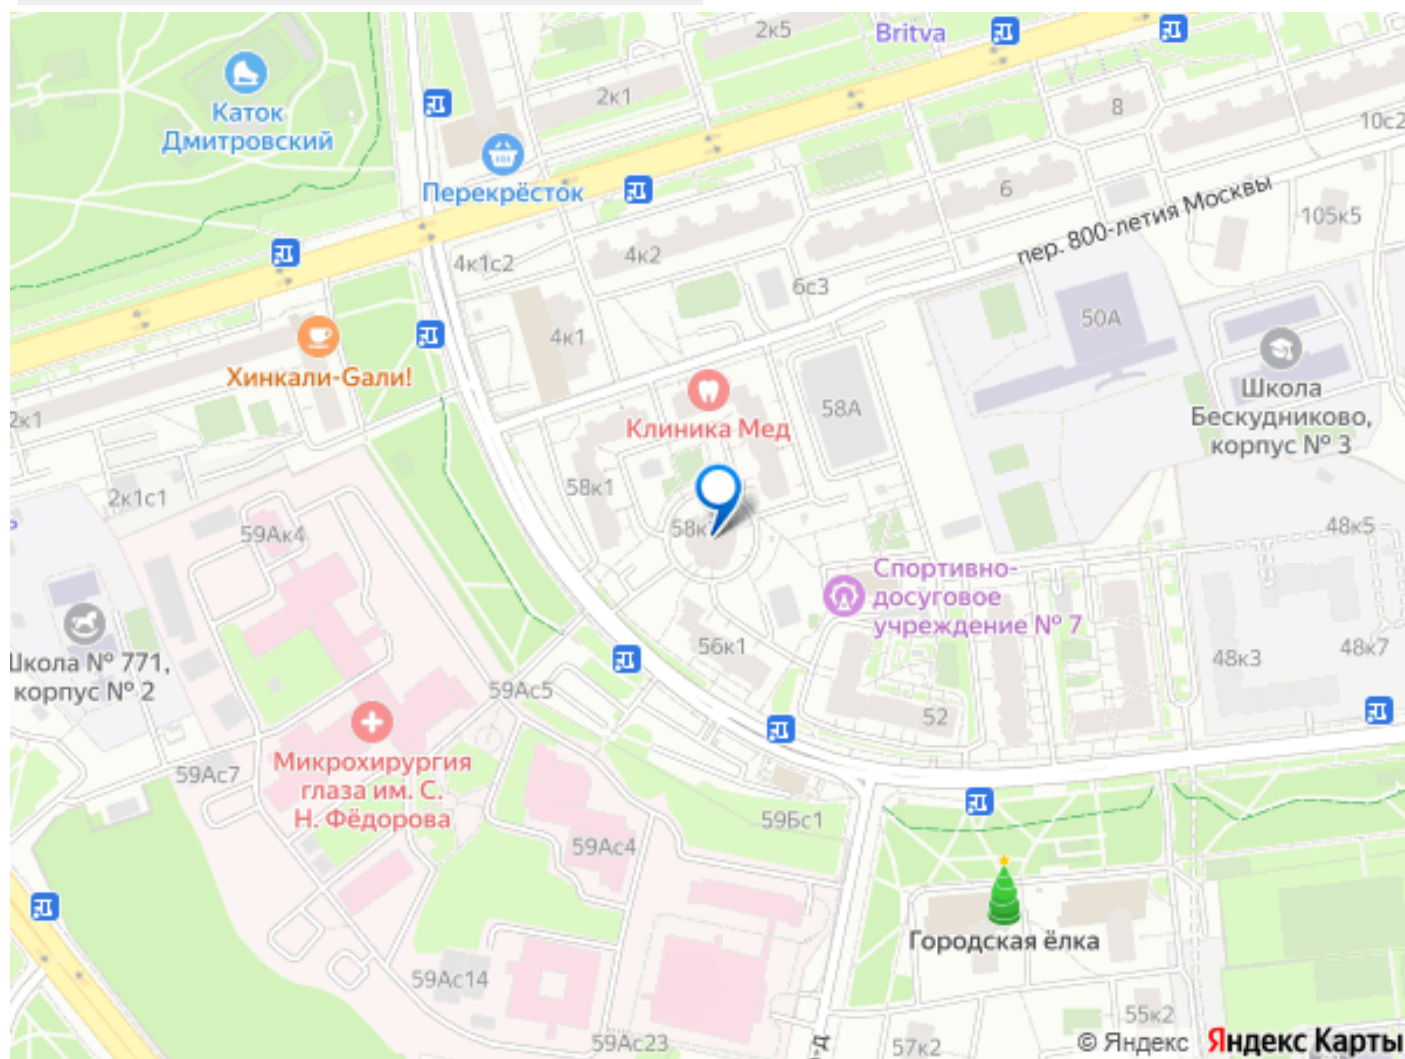 2к5
Britva
Каток
Дмитровский
2к1
8
10с2
Перекрёсток
6
105к5
пер. 800-летия Москвы
4к1с2
4к2
6с3
50А
4к1
Хинкали-Gали!
Школа
Бескудниково,
корпус № 3
58А
Клиника Мед
2к1
2к1с1
58к1
59Ак4
58к
48к5
Спортивно-
досуговое
учреждение № 7
56к1
48к3
48к7
Школа № 771,
корпус № 2
59Ас5
52
Микрохирургия
глаза им. С.
Н. Фёдорова
59Ас7
59Бс1
59Ас4
Городская ёлка
59Ас14
55к2
59Ас23
57к2
© Яндекс Яндекс Карты